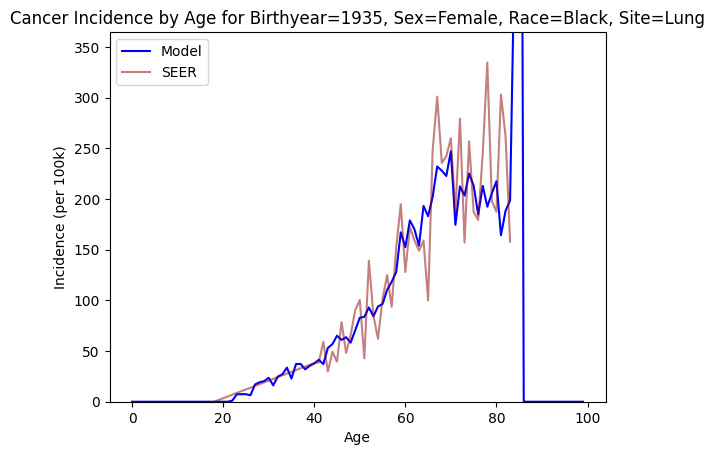 Cancer Incidence by Age for Birthyear=1935, Sex=Female, Race=Black, Site=Lung
Model
SEER
350
300
250
200
150
100
50
0
Incidence (per 100k)
0 20 40 60 80 100
Age